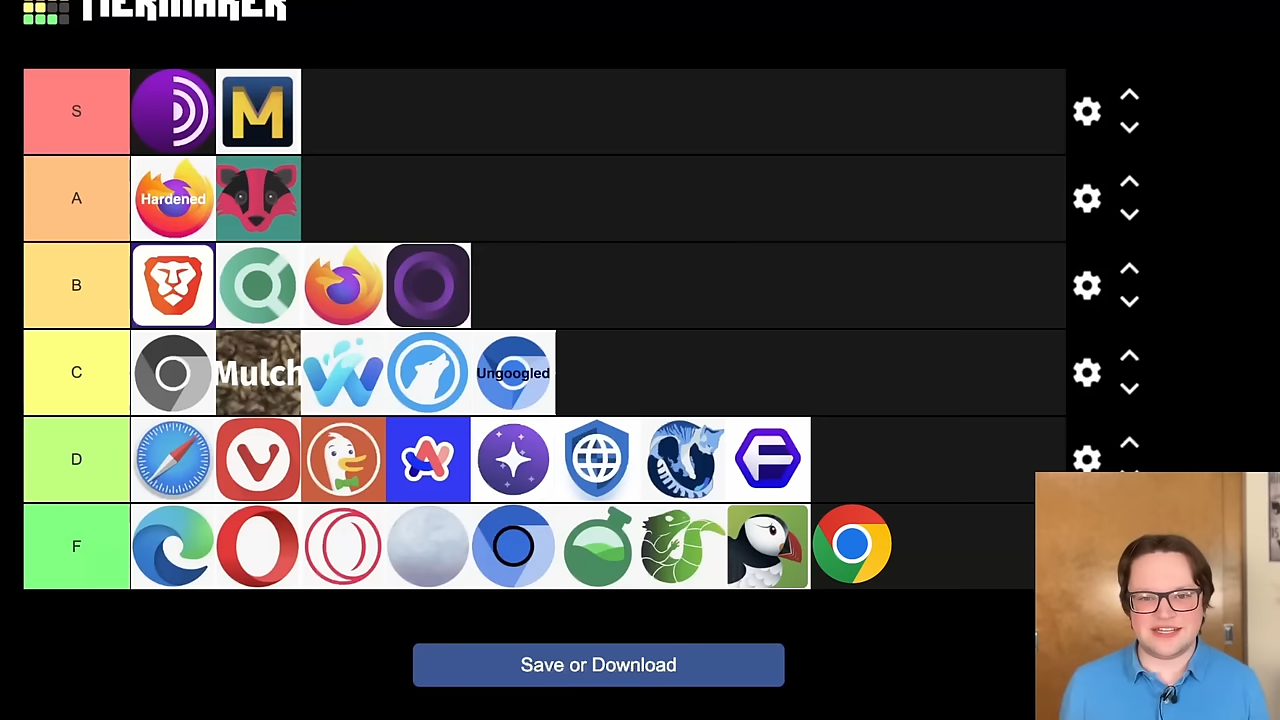 TIERMAKER
S
M
A
Hardened
B
C
Mulch
Ungoogled
D
F
Save or Download